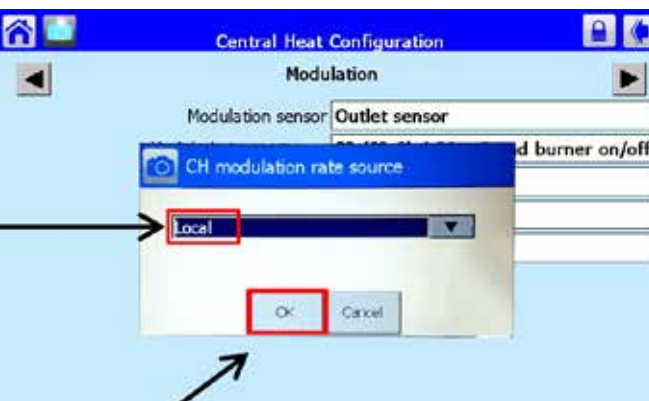 Central Heat Configuration
Modulation
Modulation sensor Outlet sensor
d burner on/off
CH modulation rate source
Local
OK Cancel